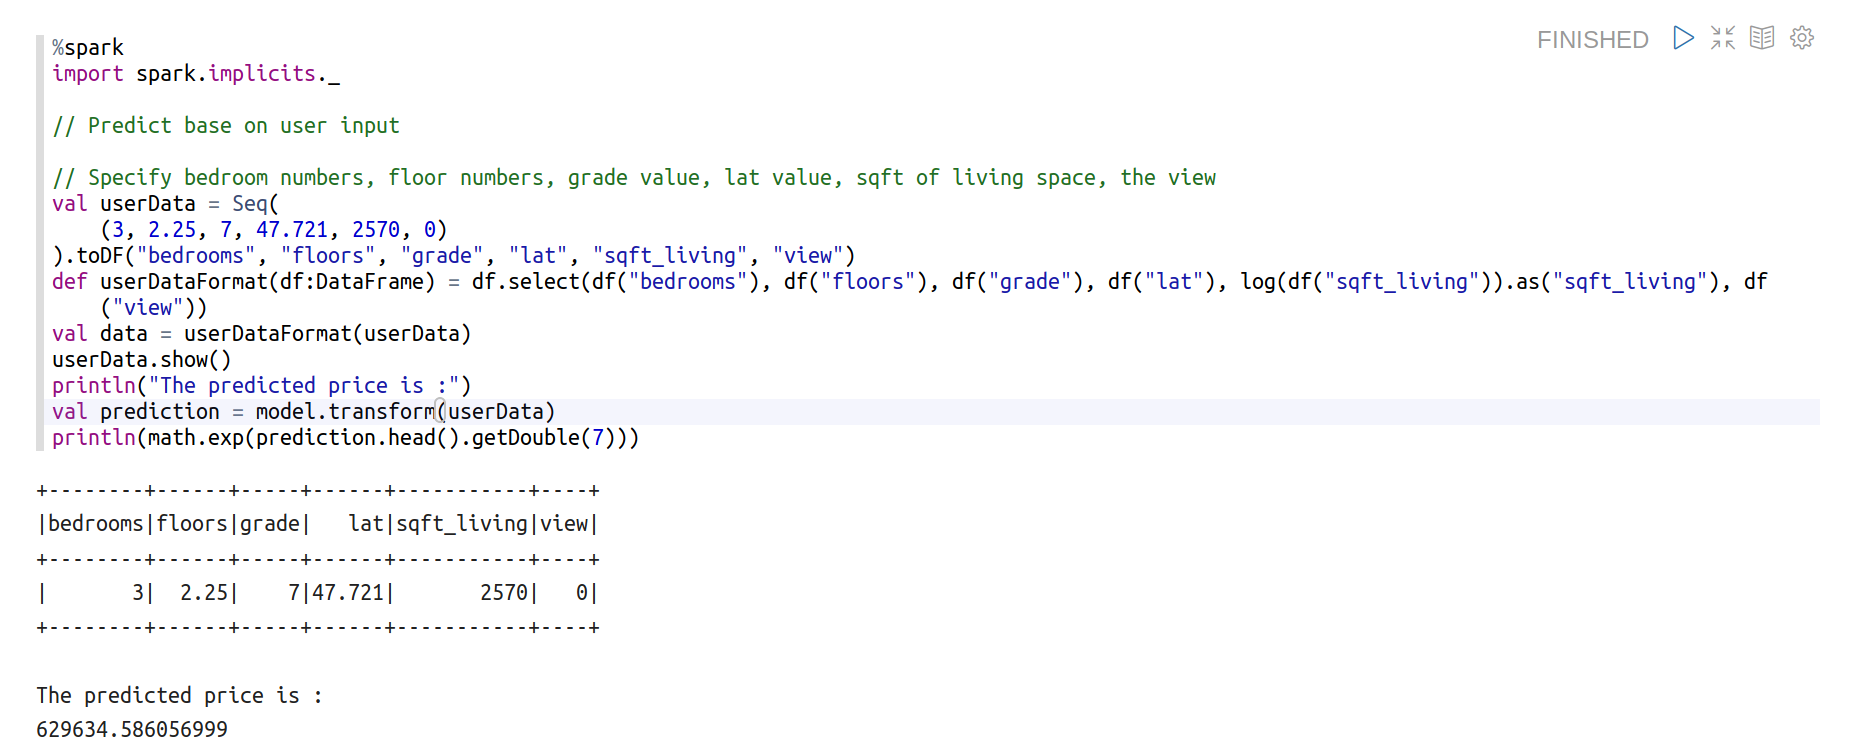 %spark
FINISHED
import spark.implicits._
// Predict base on user input
// Specify bedroom numbers, floor numbers, grade value, lat value, sqft of living space, the view
val userData = Seq(
(3, 2.25, 7, 47.721, 2570, 0)
).toDF("bedrooms", "floors", "grade", "lat", "sqft_living", "view")
def userDataFormat(df:DataFrame) = df.select(df("bedrooms"), df("floors"), df("grade"), df("lat"), log(df("sqft_living")).as("sqft_living"), df
("view"))
val data = userDataFormat(userData)
userData.show()
println("The predicted price is :")
val prediction = model.transform(userData)
println(math.exp(prediction.head().getDouble(7)))
+--------+------+-----+------+-----------+----+
|bedrooms|floors|grade|   lat|sqft_living|view|
+--------+------+-----+------+-----------+----+
|       3|  2.25|    7|47.721|       2570|   0|
+--------+------+-----+------+-----------+----+
The predicted price is :
629634.586056999